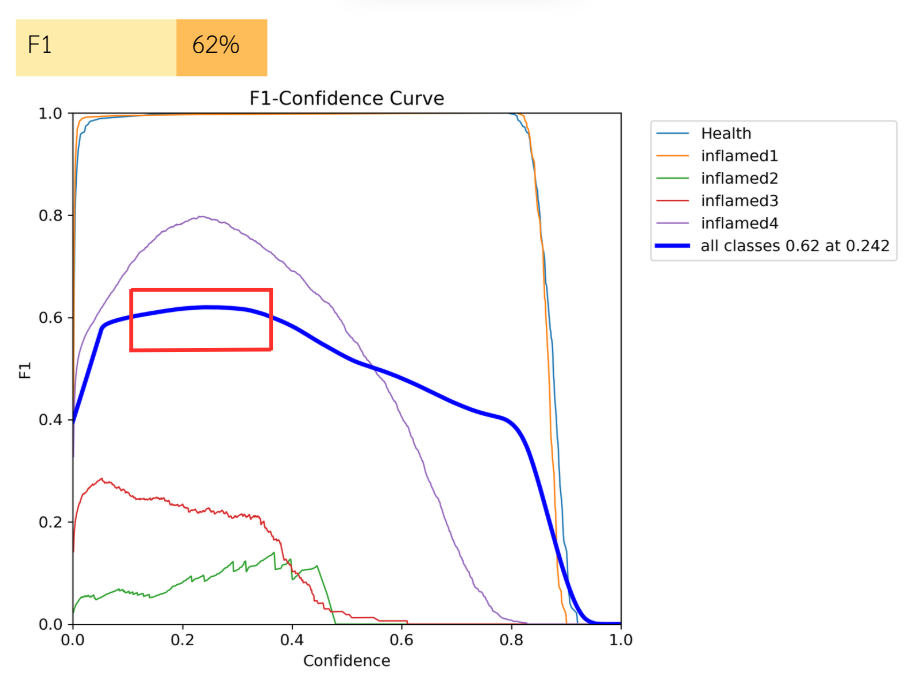 F1 62%
F1-Confidence Curve
1.0
0.8
0.6
0.4
0.2
0.0
F1
0.0 0.2 0.4 0.6 0.8 1.0
Confidence
Health
inflamed1
inflamed2
inflamed3
inflamed4
all classes 0.62 at 0.242